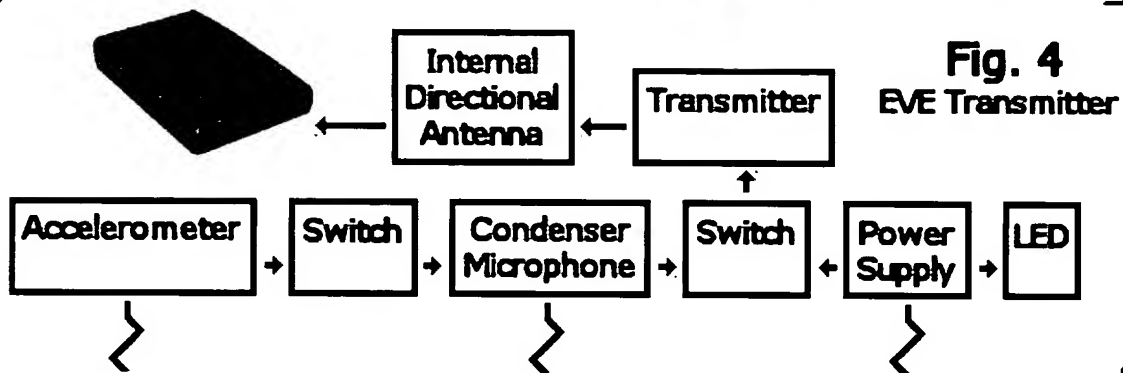 Fig. 4
EVE Transmitter
Internal
Directional
Antenna
Transmitter
Accelerometer
Switch
Condenser
Microphone
Switch
Power
Supply
LED